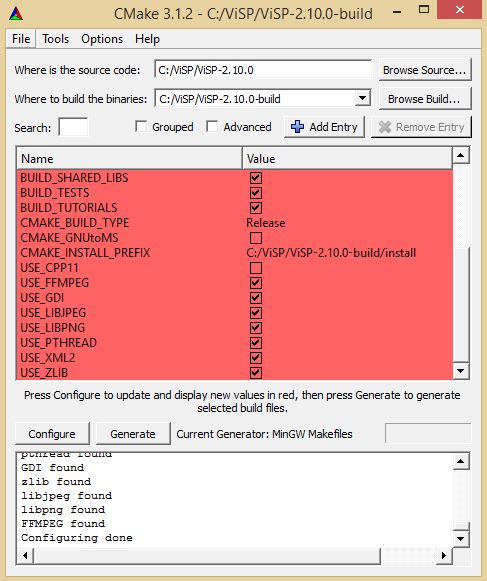 CMake 3.1.2 - C:/ViSP/ViSP-2.10.0-build
File Tools Options Help
Where is the source code: C:/ViSP/ViSP-2.10.0 Browse Source...
Where to build the binaries: C:/ViSP/ViSP-2.10.0-build Browse Build...
Search: Grouped Advanced Add Entry Remove Entry
Name Value
BUILD_SHARED_LIBS
BUILD_TESTS
BUILD_TUTORIALS
CMAKE_BUILD_TYPE Release
CMAKE_GNUtoMS
CMAKE_INSTALL_PREFIX C:/ViSP/ViSP-2.10.0-build/install
USE_CPP11
USE_FFMPEG
USE_GDI
USE_LIBJPEG
USE_LIBPNG
USE_PTHREAD
USE_XML2
USE_ZLIB
Press Configure to update and display new values in red, then press Generate to generate
selected build files.
Configure Generate Current Generator: MinGW Makefiles
pthread found
GDI found
zlib found
libjpeg found
libpng found
FFMPEG found
Configuring done